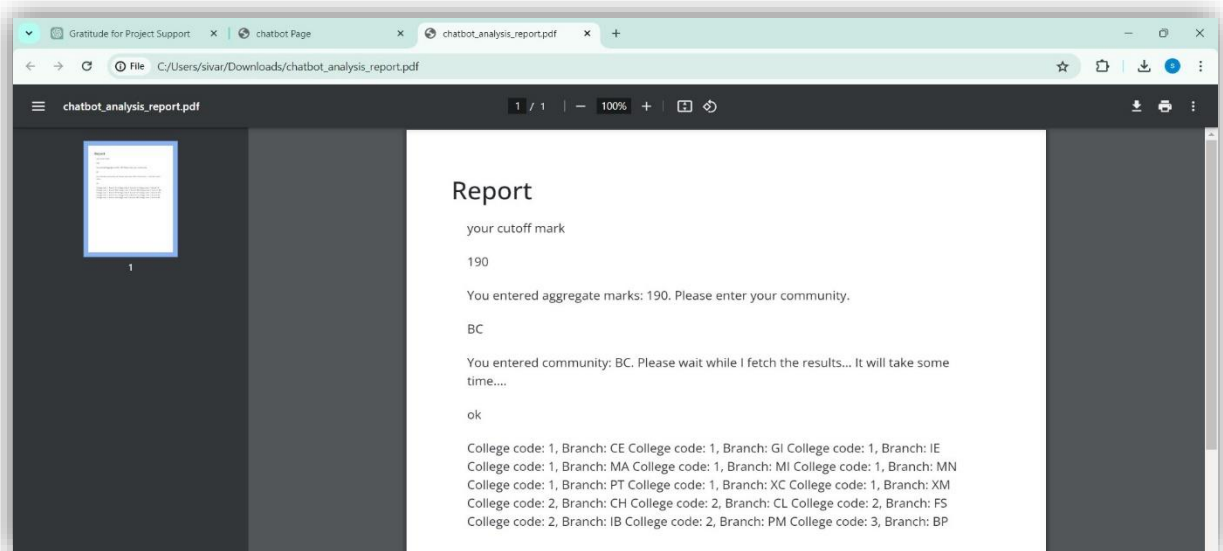 Gratitude for Project Support
chatbot Page
chatbot_analysis_report.pdf
File
C:/Users/sivar/Downloads/chatbot_analysis_report.pdf
S
chatbot_analysis_report.pdf
1 / 1
100%
1
Report
your cutoff mark
190
You entered aggregate marks: 190. Please enter your community.
BC
You entered community: BC. Please wait while I fetch the results... It will take some
time....
ok
College code: 1, Branch: CE College code: 1, Branch: GI College code: 1, Branch: IE
College code: 1, Branch: MA College code: 1, Branch: MI College code: 1, Branch: MN
College code: 1, Branch: PT College code: 1, Branch: XC College code: 1, Branch: XM
College code: 2, Branch: CH College code: 2, Branch: CL College code: 2, Branch: FS
College code: 2, Branch: IB College code: 2, Branch: PM College code: 3, Branch: BP